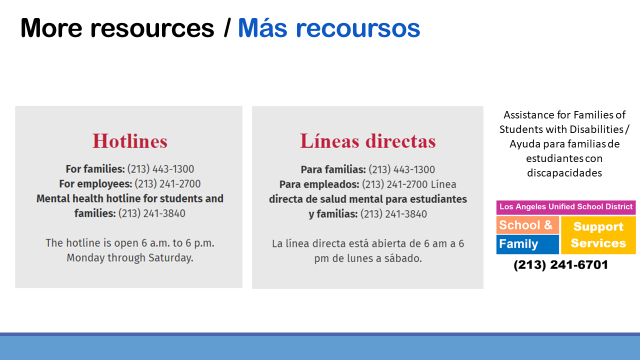 More resources / Más recoursos
Hotlines
For families: (213) 443-1300
For employees: (213) 241-2700
Mental health hotline for students and
families: (213) 241-3840
The hotline is open 6 a.m. to 6 p.m.
Monday through Saturday.
Líneas directas
Para familias: (213) 443-1300
Para empleados: (213) 241-2700 Línea
directa de salud mental para estudiantes
y familias: (213) 241-3840
La línea directa está abierta de 6 am a 6
pm de lunes a sábado.
Assistance for Families of
Students with Disabilities /
Ayuda para familias de
estudiantes con
discapacidades
Los Angeles Unified School District
School &
Family
Support
Services
(213) 241-6701